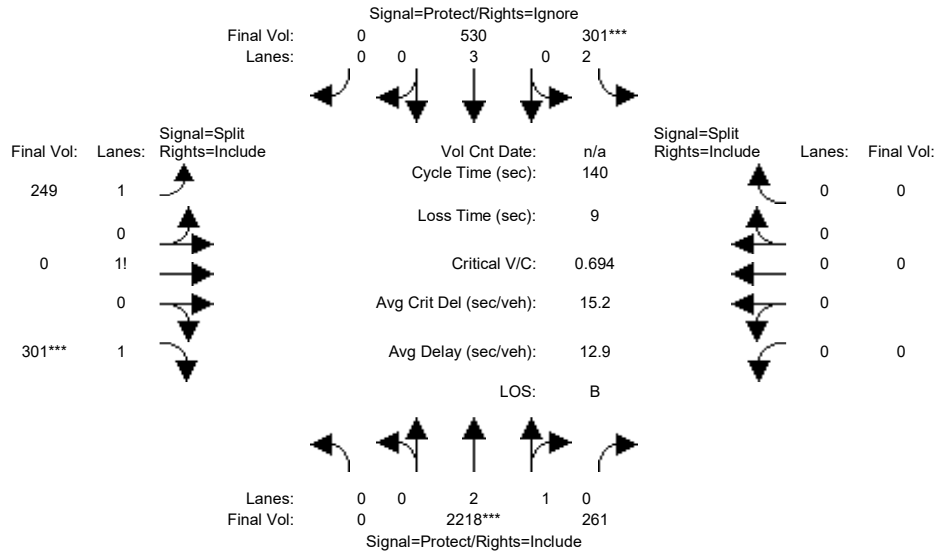 Signal=Protect/Rights=Ignore
Final Vol: 0 530 301***
Lanes: 0 0 3 0 2
Signal=Split
Final Vol: Lanes: Rights=Include
Vol Cnt Date: n/a
Signal=Split
Rights=Include Lanes: Final Vol:
Cycle Time (sec): 140
249 1
0 0
Loss Time (sec): 9
0
0
0 1!
Critical V/C: 0.694
0 0
0
Avg Crit Del (sec/veh): 15.2
0
301*** 1
Avg Delay (sec/veh): 12.9
0 0
LOS: B
Lanes: 0 0 2 1 0
Final Vol: 0 2218*** 261
Signal=Protect/Rights=Include